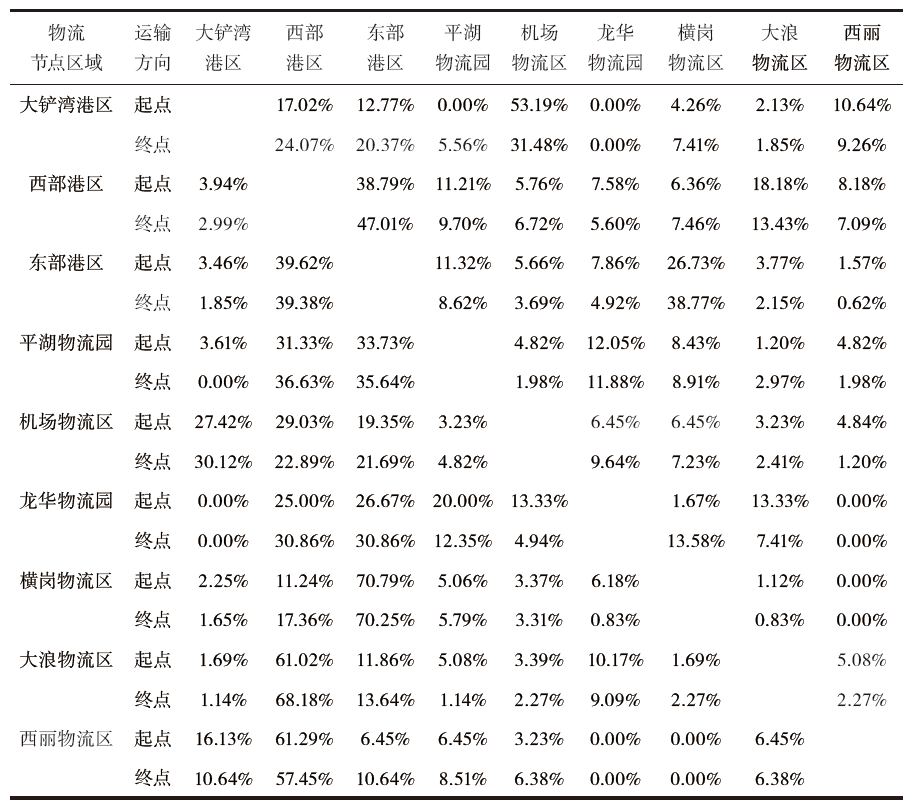 物流 运输 大铲湾 西部 东部 平湖 机场 龙华 横岗 大浪 西丽
节点区域 方向 港区 港区 港区 物流园 物流区 物流园 物流区 物流区 物流区
大铲湾港区 起点 17.02% 12.77% 0.00% 53.19% 0.00% 4.26% 2.13% 10.64%
终点 24.07% 20.37% 5.56% 31.48% 0.00% 7.41% 1.85% 9.26%
西部港区 起点 3.94% 38.79% 11.21% 5.76% 7.58% 6.36% 18.18% 8.18%
终点 2.99% 47.01% 9.70% 6.72% 5.60% 7.46% 13.43% 7.09%
东部港区 起点 3.46% 39.62% 11.32% 5.66% 7.86% 26.73% 3.77% 1.57%
终点 1.85% 39.38% 8.62% 3.69% 4.92% 38.77% 2.15% 0.62%
平湖物流园 起点 3.61% 31.33% 33.73% 4.82% 12.05% 8.43% 1.20% 4.82%
终点 0.00% 36.63% 35.64% 1.98% 11.88% 8.91% 2.97% 1.98%
机场物流区 起点 27.42% 29.03% 19.35% 3.23% 6.45% 6.45% 3.23% 4.84%
终点 30.12% 22.89% 21.69% 4.82% 9.64% 7.23% 2.41% 1.20%
龙华物流园 起点 0.00% 25.00% 26.67% 20.00% 13.33% 1.67% 13.33% 0.00%
终点 0.00% 30.86% 30.86% 12.35% 4.94% 13.58% 7.41% 0.00%
横岗物流区 起点 2.25% 11.24% 70.79% 5.06% 3.37% 6.18% 1.12% 0.00%
终点 1.65% 17.36% 70.25% 5.79% 3.31% 0.83% 0.83% 0.00%
大浪物流区 起点 1.69% 61.02% 11.86% 5.08% 3.39% 10.17% 1.69% 5.08%
终点 1.14% 68.18% 13.64% 1.14% 2.27% 9.09% 2.27% 2.27%
西丽物流区 起点 16.13% 61.29% 6.45% 6.45% 3.23% 0.00% 0.00% 6.45%
终点 10.64% 57.45% 10.64% 8.51% 6.38% 0.00% 0.00% 6.38%